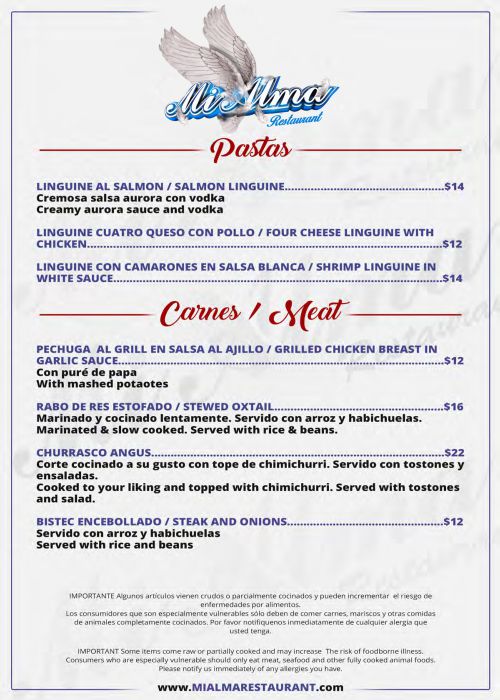 Mi Alma
Restaurant
Pastas
LINGUINE AL SALMON / SALMON LINGUINE..........................................$14
Cremosa salsa aurora con vodka
Creamy aurora sauce and vodka
LINGUINE CUATRO QUESO CON POLLO / FOUR CHEESE LINGUINE WITH
CHICKEN...............................................................................................$12
LINGUINE CON CAMARONES EN SALSA BLANCA / SHRIMP LINGUINE IN
WHITE SAUCE........................................................................................$14
Carnes / Meat
PECHUGA AL GRILL EN SALSA AL AJILLO / GRILLED CHICKEN BREAST IN
GARLIC SAUCE.......................................................................................$12
Con puré de papa
With mashed potaotes
RABO DE RES ESTOFADO / STEWED OXTAIL.............................................$16
Marinado y cocinado lentamente. Servido con arroz y habichuelas.
Marinated & slow cooked. Served with rice & beans.
CHURRASCO ANGUS..............................................................................$22
Corte cocinado a su gusto con tope de chimichurri. Servido con tostones y
ensaladas.
Cooked to your liking and topped with chimichurri. Served with tostones
and salad.
BISTEC ENCEBOLLADO / STEAK AND ONIONS...........................................$12
Servido con arroz y habichuelas
Served with rice and beans
IMPORTANTE Algunos artículos vienen crudos o parcialmente cocinados y pueden incrementar el riesgo de
enfermedades por alimentos.
Los consumidores que son especialmente vulnerables sólo deben de comer carnes, mariscos y otras comidas
de animales completamente cocinados. Por favor notifíquenos inmediatamente de cualquier alergia que
usted tenga.
IMPORTANT Some items come raw or partially cooked and may increase The risk of foodborne illness.
Consumers who are especially vulnerable should only eat meat, seafood and other fully cooked animal foods.
Please notify us immediately of any allergies you have.
www.MIALMARESTAURANT.com